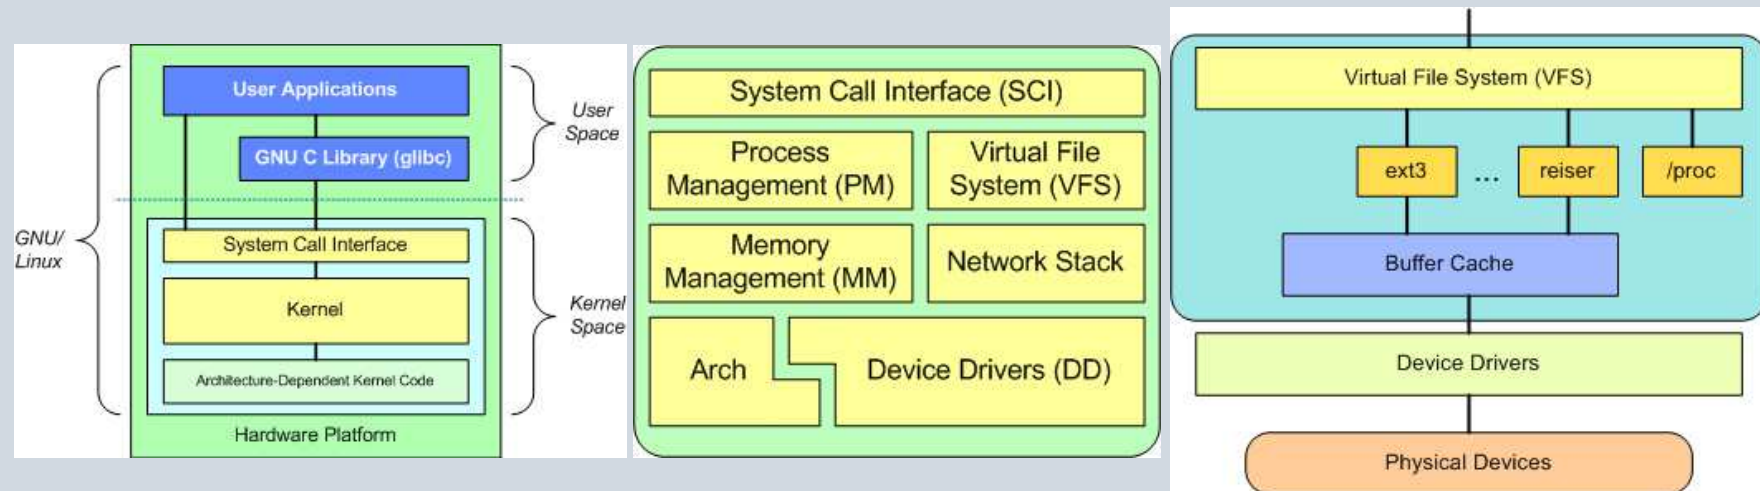 User Applications
GNU C Library (glibc)
User
Space
GNU/
Linux
System Call Interface
Kernel
Architecture-Dependent Kernel Code
Kernel
Space
Hardware Platform
System Call Interface (SCI)
Process
Management (PM)
Virtual File
System (VFS)
Memory
Management (MM)
Network Stack
Arch
Device Drivers (DD)
Virtual File System (VFS)
ext3
...
reiser
/proc
Buffer Cache
Device Drivers
Physical Devices